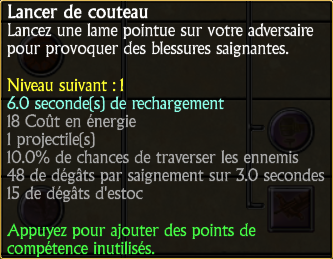 Lancer de couteau
Lancez une lame pointue sur votre adversaire
pour provoquer des blessures saignantes.
Niveau suivant : 1
6.0 seconde(s) de rechargement
18 Coût en énergie
1 projectile(s)
10.0% de chances de traverser les ennemis
48 de dégâts par saignement sur 3.0 secondes
15 de dégâts d'estoc
Appuyez pour ajouter des points de
compétence inutilisés.